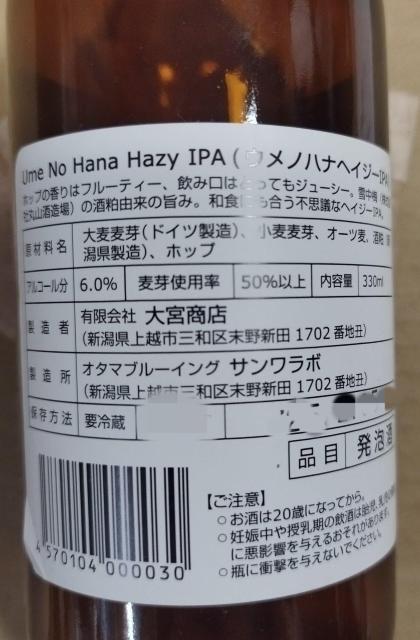 Ume No Hana Hazy IPA (ウメノハナヘイジーIPA
ホップの香りはフルーティー、飲み口はとってもジューシー。雪中梅
丸山酒造場）の酒粕由来の旨み。和食にも合う不思議なヘイジーIPA。
原材料名 大麦麦芽（ドイツ製造）、小麦麦芽、オーツ麦、酒粕
潟県製造）、ホップ
アルコール分 6.0% 麦芽使用率 50%以上 内容量 330ml
製造者 有限会社 大宮商店
（新潟県上越市三和区末野新田 1702 番地丑）
製造所 オタマブルーイング サンワラボ
（新潟県上越市三和区末野新田 1702 番地丑）
保存方法 要冷蔵
品目 発泡酒
【ご注意】
○お酒は20歳になってから。
○妊娠中や授乳期の飲酒は胎児、乳児の
に悪影響を与えるおそれがあります。
○瓶に衝撃を与えないでください。
4 570104 000030